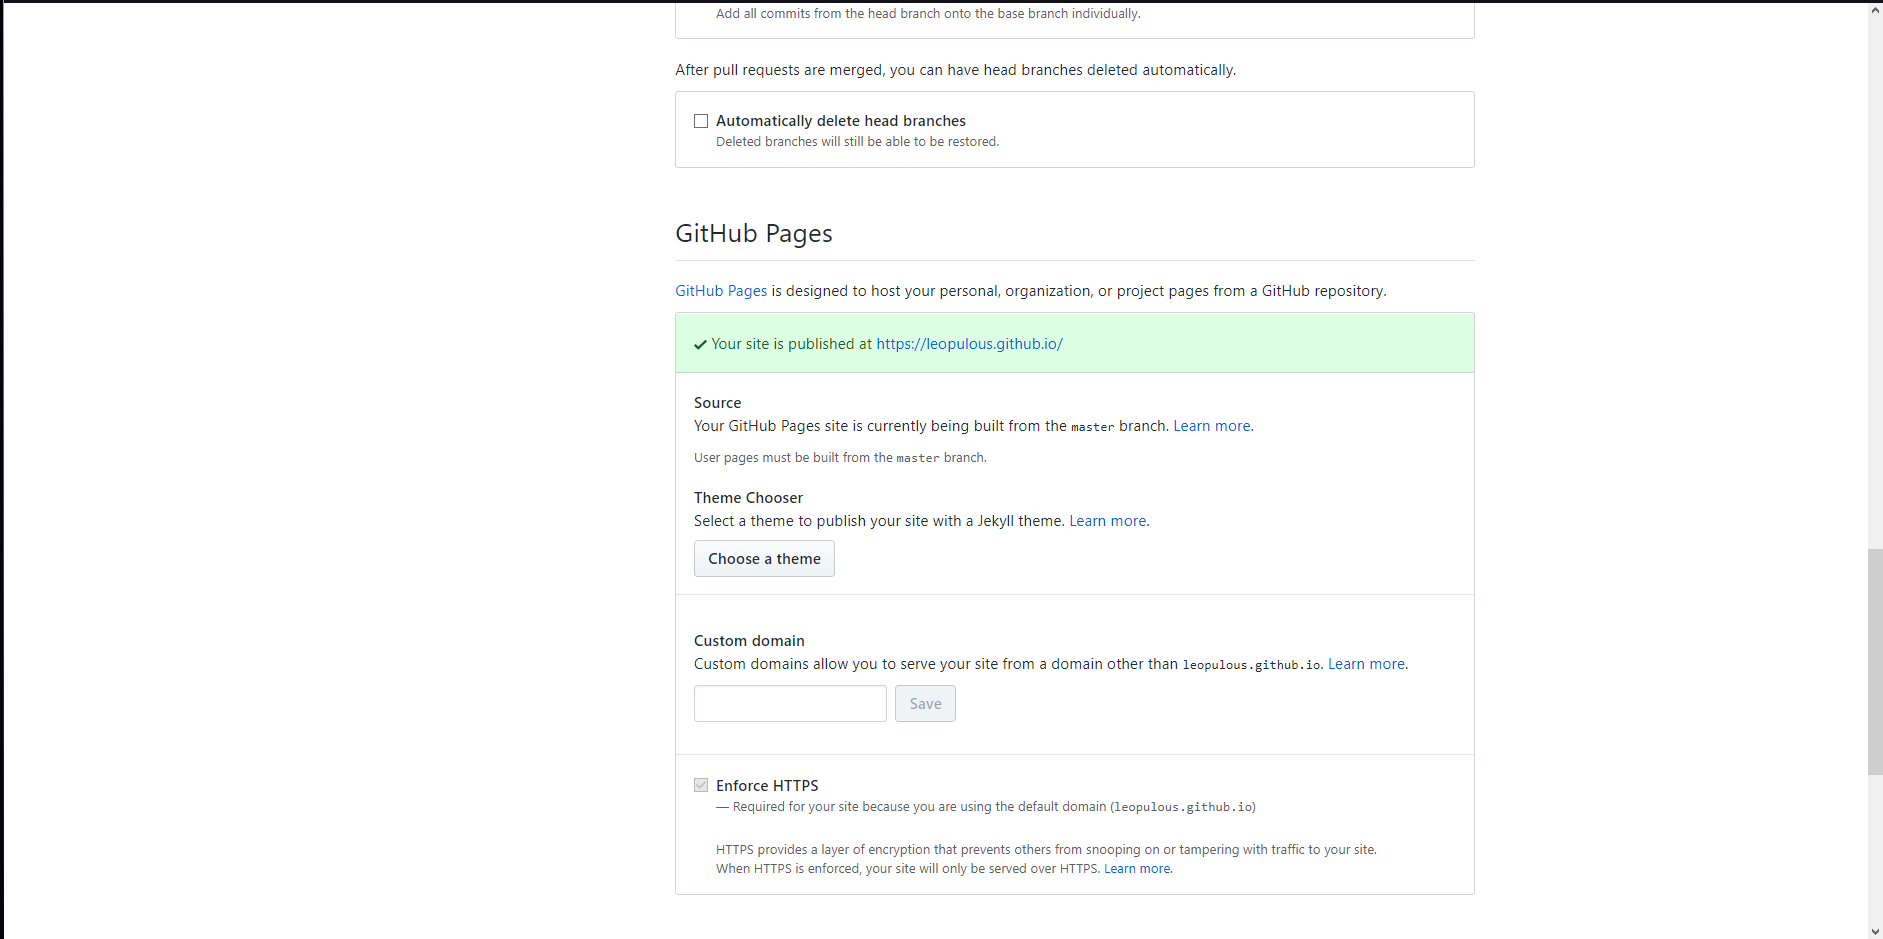 Add all commits from the head branch onto the base branch individually.
After pull requests are merged, you can have head branches deleted automatically.
Automatically delete head branches
Deleted branches will still be able to be restored.
GitHub Pages
GitHub Pages is designed to host your personal, organization, or project pages from a GitHub repository.
Your site is published at https://leopulous.github.io/
Source
Your GitHub Pages site is currently being built from the master branch. Learn more.
User pages must be built from the master branch.
Theme Chooser
Select a theme to publish your site with a Jekyll theme. Learn more.
Choose a theme
Custom domain
Custom domains allow you to serve your site from a domain other than leopulous.github.io. Learn more.
Save
Enforce HTTPS
— Required for your site because you are using the default domain (leopulous.github.io)
HTTPS provides a layer of encryption that prevents others from snooping on or tampering with traffic to your site.
When HTTPS is enforced, your site will only be served over HTTPS. Learn more.